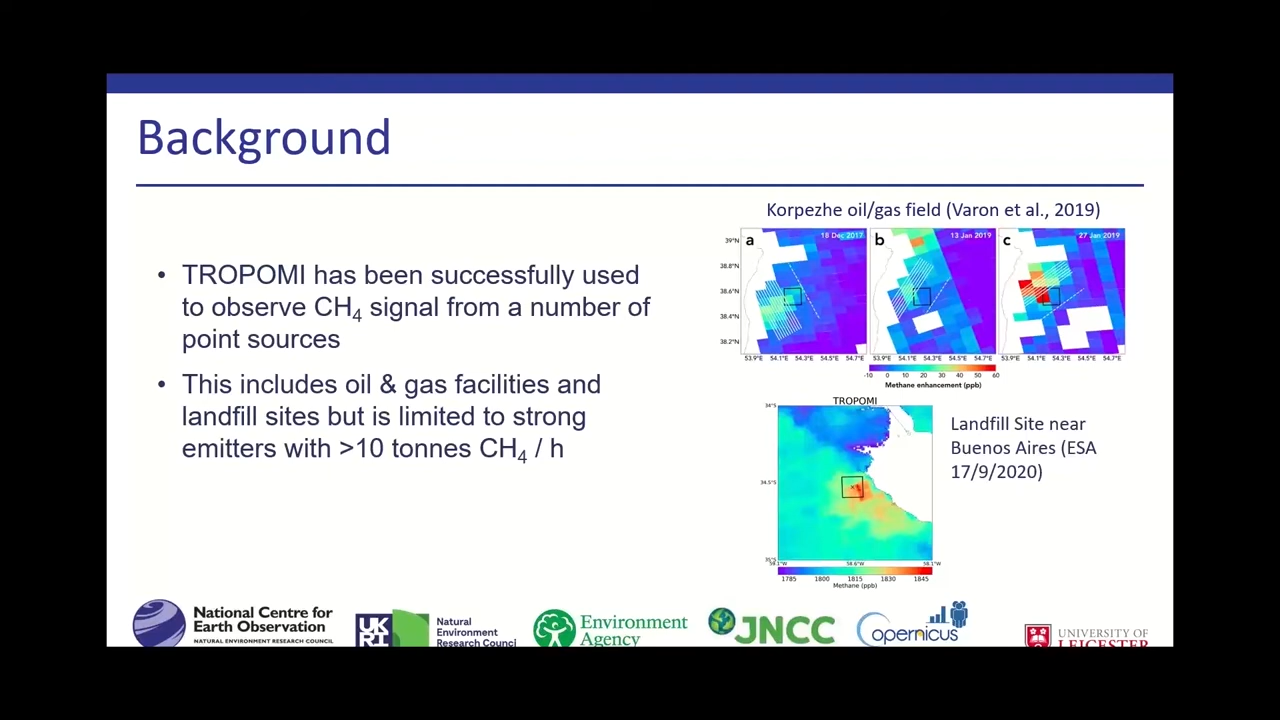 Background
Korpezhe oil/gas field (Varon et al., 2019)
a
18 Dec 2017
b
13 Jan 2019
c
27 Jan 2019
39°N
38.8°N
38.6°N
38.4°N
38.2°N
53.9°E 54.1°E 54.3°E 54.5°E 54.7°E
53.9°E 54.1°E 54.3°E 54.5°E 54.7°E
53.9°E 54.1°E 54.3°E 54.5°E 54.7°E
-10 0 10 20 30 40 50 60
Methane enhancement (ppb)
• TROPOMI has been successfully used
to observe CH4 signal from a number of
point sources
• This includes oil & gas facilities and
landfill sites but is limited to strong
emitters with >10 tonnes CH4 / h
TROPOMI
34°S
34.5°S
35°S
59.1°W 58.6°W 58.1°W
1785 1800 1815 1830 1845
Methane (ppb)
Landfill Site near
Buenos Aires (ESA
17/9/2020)
National Centre for
Earth Observation
NATURAL ENVIRONMENT RESEARCH COUNCIL
UK
RI
Natural
Environment
Research Council
Environment
Agency
JNCC
Copernicus
UNIVERSITY OF
LEICESTER